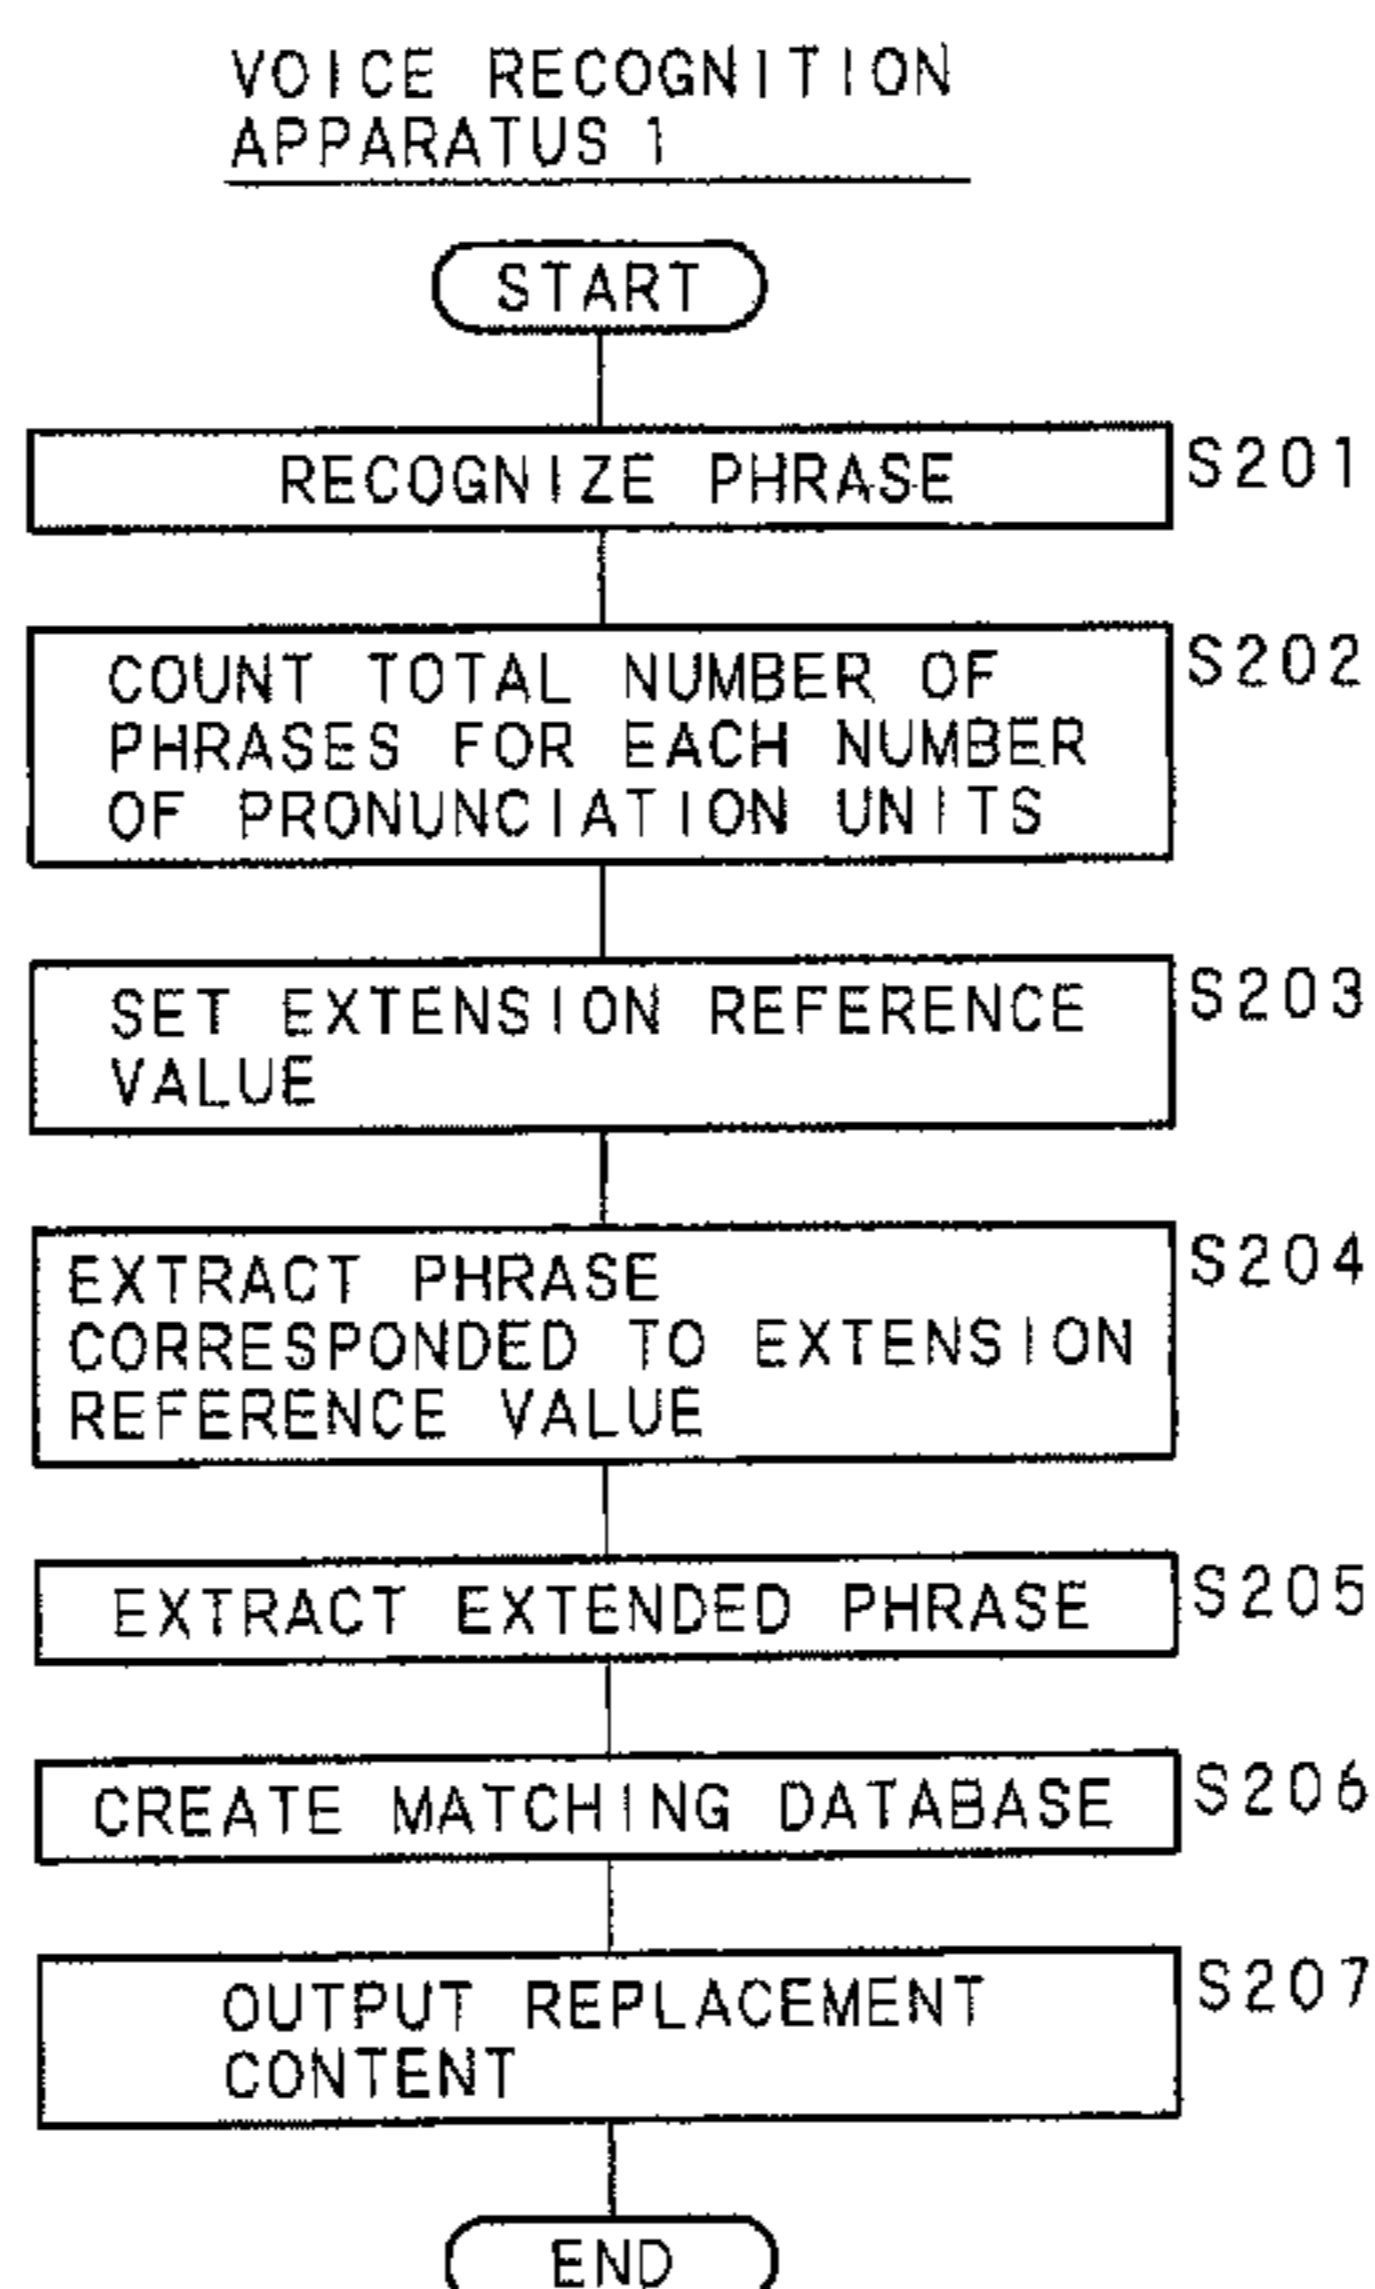 VOICE RECOGNITION
APPARATUS 1
START
RECOGNIZE PHRASE
S201
COUNT TOTAL NUMBER OF
PHRASES FOR EACH NUMBER
OF PRONUNCIATION UNITS
S202
SET EXTENSION REFERENCE
VALUE
S203
EXTRACT PHRASE
CORRESPONDED TO EXTENSION
REFERENCE VALUE
S204
EXTRACT EXTENDED PHRASE
S205
CREATE MATCHING DATABASE
S206
OUTPUT REPLACEMENT
CONTENT
S207
END